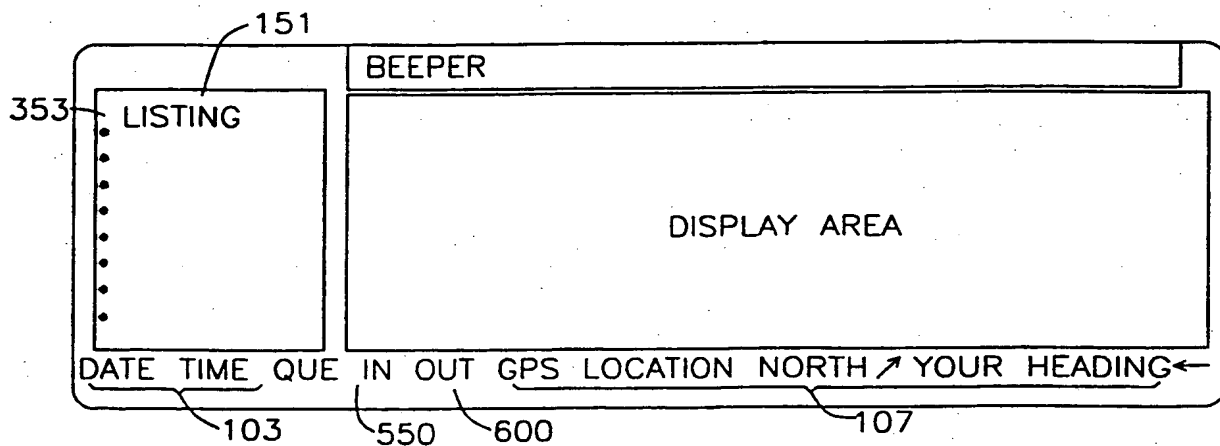 151
BEEPER
353 LISTING
DISPLAY AREA
DATE TIME QUE IN OUT GPS LOCATION NORTH ↗ YOUR HEADING ←
103 550 600 107